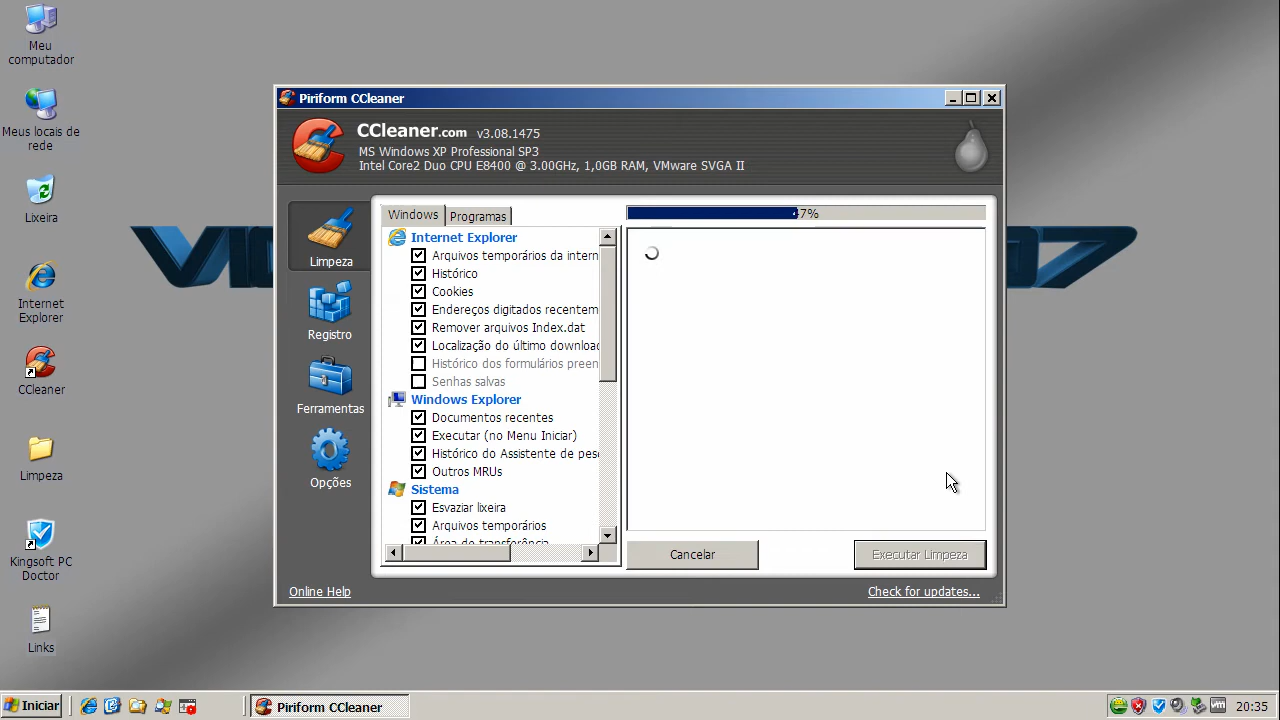 Meu
computador
Meus locais de
rede
Lixeira
Internet
Explorer
CCleaner
Limpeza
Kingsoft PC
Doctor
Links
Piriform CCleaner
CCleaner.com v3.08.1475
MS Windows XP Professional SP3
Intel Core2 Duo CPU E8400 @ 3.00GHz, 1,0GB RAM, VMware SVGA II
Limpeza
Registro
Ferramentas
Opções
Windows Programas
Internet Explorer
Arquivos temporários da intern
Histórico
Cookies
Endereços digitados recentem
Remover arquivos Index.dat
Localização do último download
Histórico dos formulários preen
Senhas salvas
Windows Explorer
Documentos recentes
Executar (no Menu Iniciar)
Histórico do Assistente de peso
Outros MRUs
Sistema
Esvaziar lixeira
Arquivos temporários
Área de transferência
47%
Cancelar
Executar Limpeza
Online Help
Check for updates...
Iniciar
Piriform CCleaner
20:35